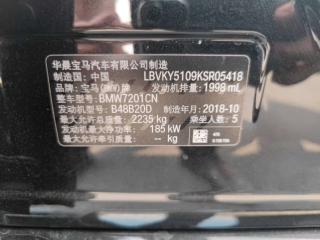 华晨宝马汽车有限公司制造
制造国：中国 LBVKY5109KSR05418
品牌：宝马(BMW)牌 发动机排量：1998 mL
整车型号：BMW7201CN
发动机型号：B48B20D 制造年月：2018-10
最大允许总质量：2235 kg 乘坐人数：5
发动机最大净功率：185 kW
最大允许牵引质量：-- kg